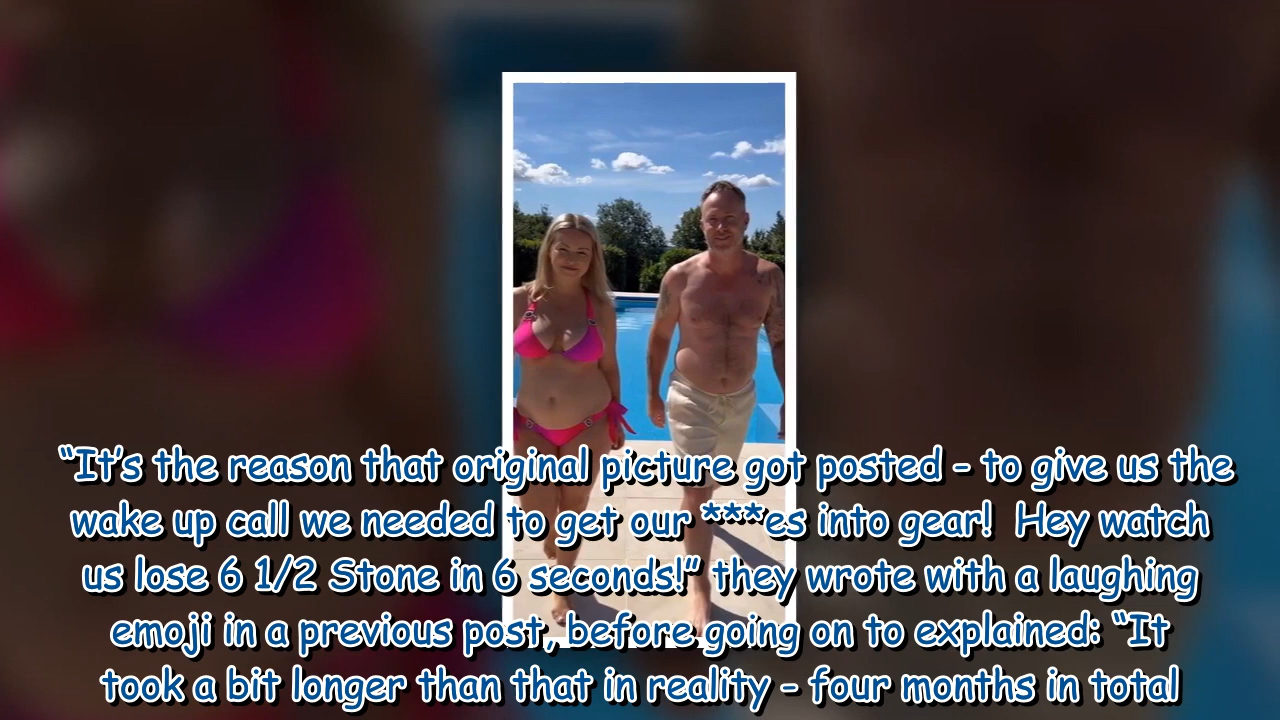 “It’s the reason that original picture got posted - to give us the
wake up call we needed to get our ***es into gear!  Hey watch
us lose 6 1/2 Stone in 6 seconds!” they wrote with a laughing
emoji in a previous post, before going on to explained: “It
took a bit longer than that in reality - four months in total